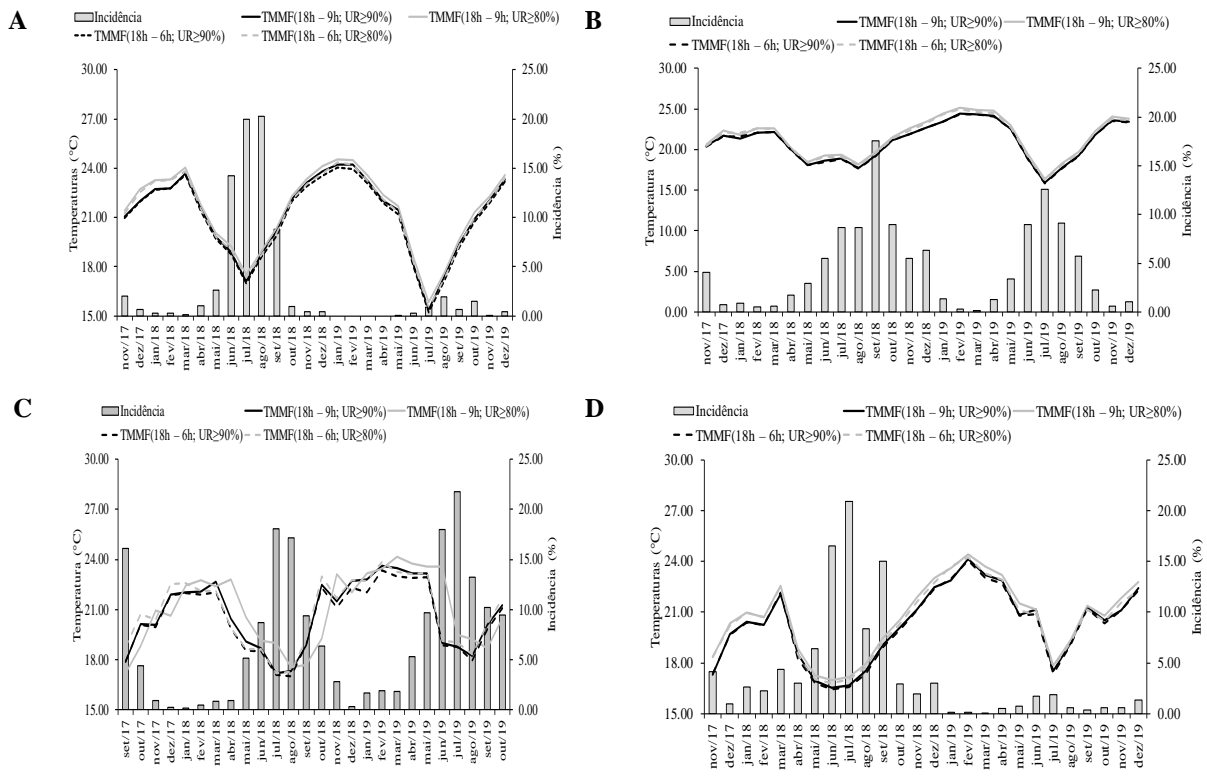 A
Incidência
TMMF(18h – 9h; UR≥90%)
TMMF(18h – 9h; UR≥80%)
TMMF(18h – 6h; UR≥90%)
TMMF(18h – 6h; UR≥80%)
Temperaturas (°C)
30.00
27.00
24.00
21.00
18.00
15.00
25.00
20.00
15.00
10.00
5.00
0.00
Incidência (%)
nov/17
dez/17
jan/18
fev/18
mar/18
abr/18
mai/18
jun/18
jul/18
ago/18
set/18
out/18
nov/18
dez/18
jan/19
fev/19
mar/19
abr/19
mai/19
jun/19
jul/19
ago/19
set/19
out/19
nov/19
dez/19
B
Incidência
TMMF(18h – 9h; UR≥90%)
TMMF(18h – 9h; UR≥80%)
TMMF(18h – 6h; UR≥90%)
TMMF(18h – 6h; UR≥80%)
Temperatura (°C)
30.00
25.00
20.00
15.00
10.00
5.00
0.00
25.00
20.00
15.00
10.00
5.00
0.00
Incidência (%)
nov/17
dez/17
jan/18
fev/18
mar/18
abr/18
mai/18
jun/18
jul/18
ago/18
set/18
out/18
nov/18
dez/18
jan/19
fev/19
mar/19
abr/19
mai/19
jun/19
jul/19
ago/19
set/19
out/19
nov/19
dez/19
C
Incidência
TMMF(18h – 9h; UR≥90%)
TMMF(18h – 9h; UR≥80%)
TMMF(18h – 6h; UR≥90%)
TMMF(18h – 6h; UR≥80%)
Temperatura (°C)
30.00
27.00
24.00
21.00
18.00
15.00
25.00
20.00
15.00
10.00
5.00
0.00
Incidência (%)
set/17
out/17
nov/17
dez/17
jan/18
fev/18
mar/18
abr/18
mai/18
jun/18
jul/18
ago/18
set/18
out/18
nov/18
dez/18
jan/19
fev/19
mar/19
abr/19
mai/19
jun/19
jul/19
ago/19
set/19
out/19
D
Incidência
TMMF(18h – 9h; UR≥90%)
TMMF(18h – 9h; UR≥80%)
TMMF(18h – 6h; UR≥90%)
TMMF(18h – 6h; UR≥80%)
Temperaturas (°C)
30.00
27.00
24.00
21.00
18.00
15.00
25.00
20.00
15.00
10.00
5.00
0.00
Incidência (%)
nov/17
dez/17
jan/18
fev/18
mar/18
abr/18
mai/18
jun/18
jul/18
ago/18
set/18
out/18
nov/18
dez/18
jan/19
fev/19
mar/19
abr/19
mai/19
jun/19
jul/19
ago/19
set/19
out/19
nov/19
dez/19